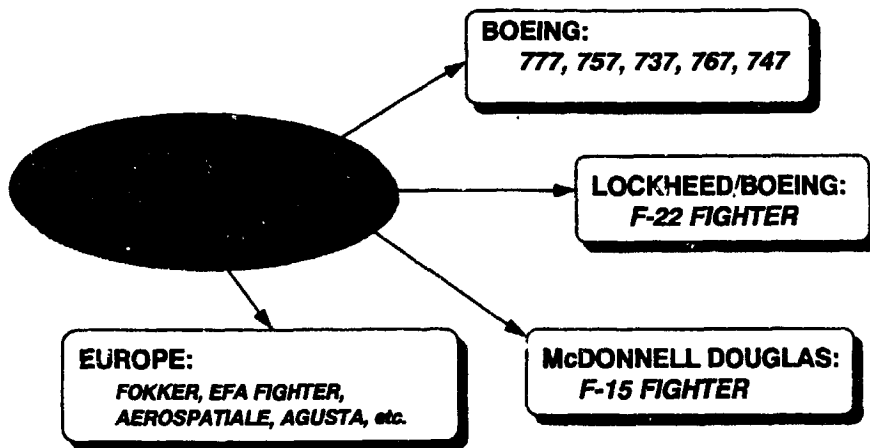 BOEING:
777, 757, 737, 767, 747
LOCKHEED/BOEING:
F-22 FIGHTER
McDONNELL DOUGLAS:
F-15 FIGHTER
EUROPE:
FOKKER, EFA FIGHTER,
AEROSPATIALE, AGUSTA, etc.